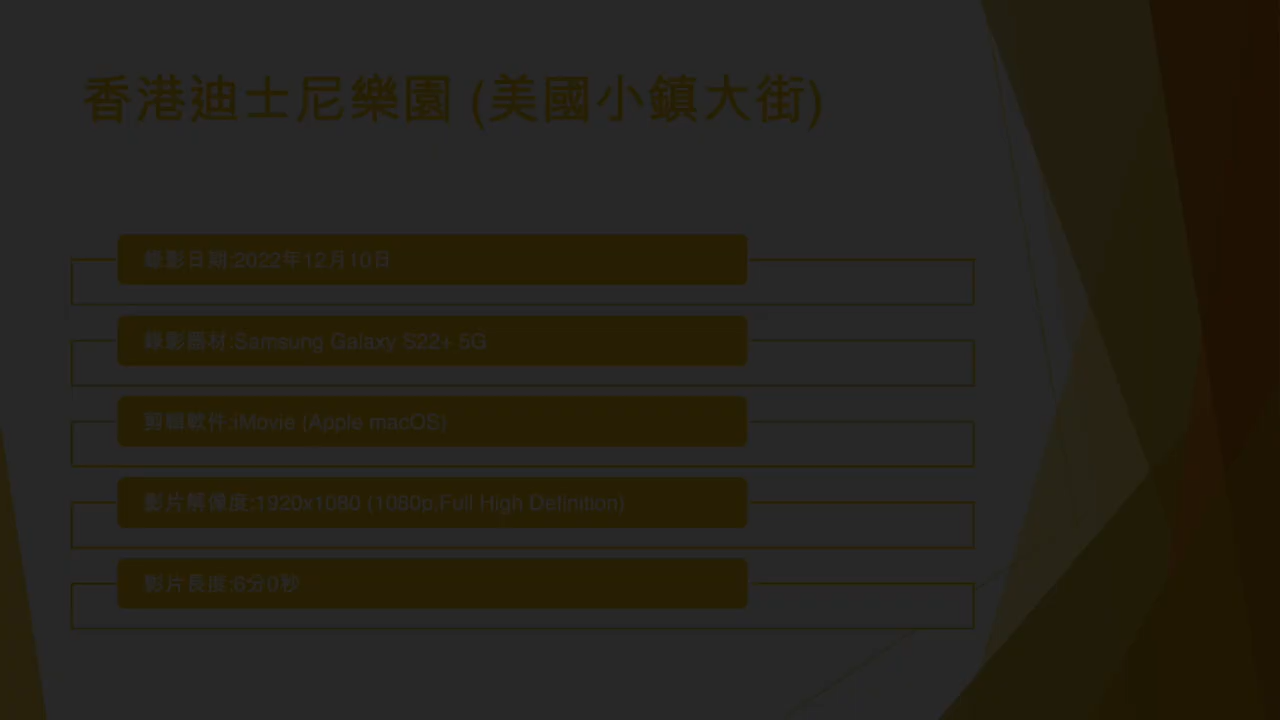 香港迪士尼樂園 (美國小鎮大街)
錄影日期:2022年12月10日
錄影器材:Samsung Galaxy S22+ 5G
剪輯軟件:iMovie (Apple macOS)
影片解像度:1920x1080 (1080p,Full High Definition)
影片長度:6分0秒